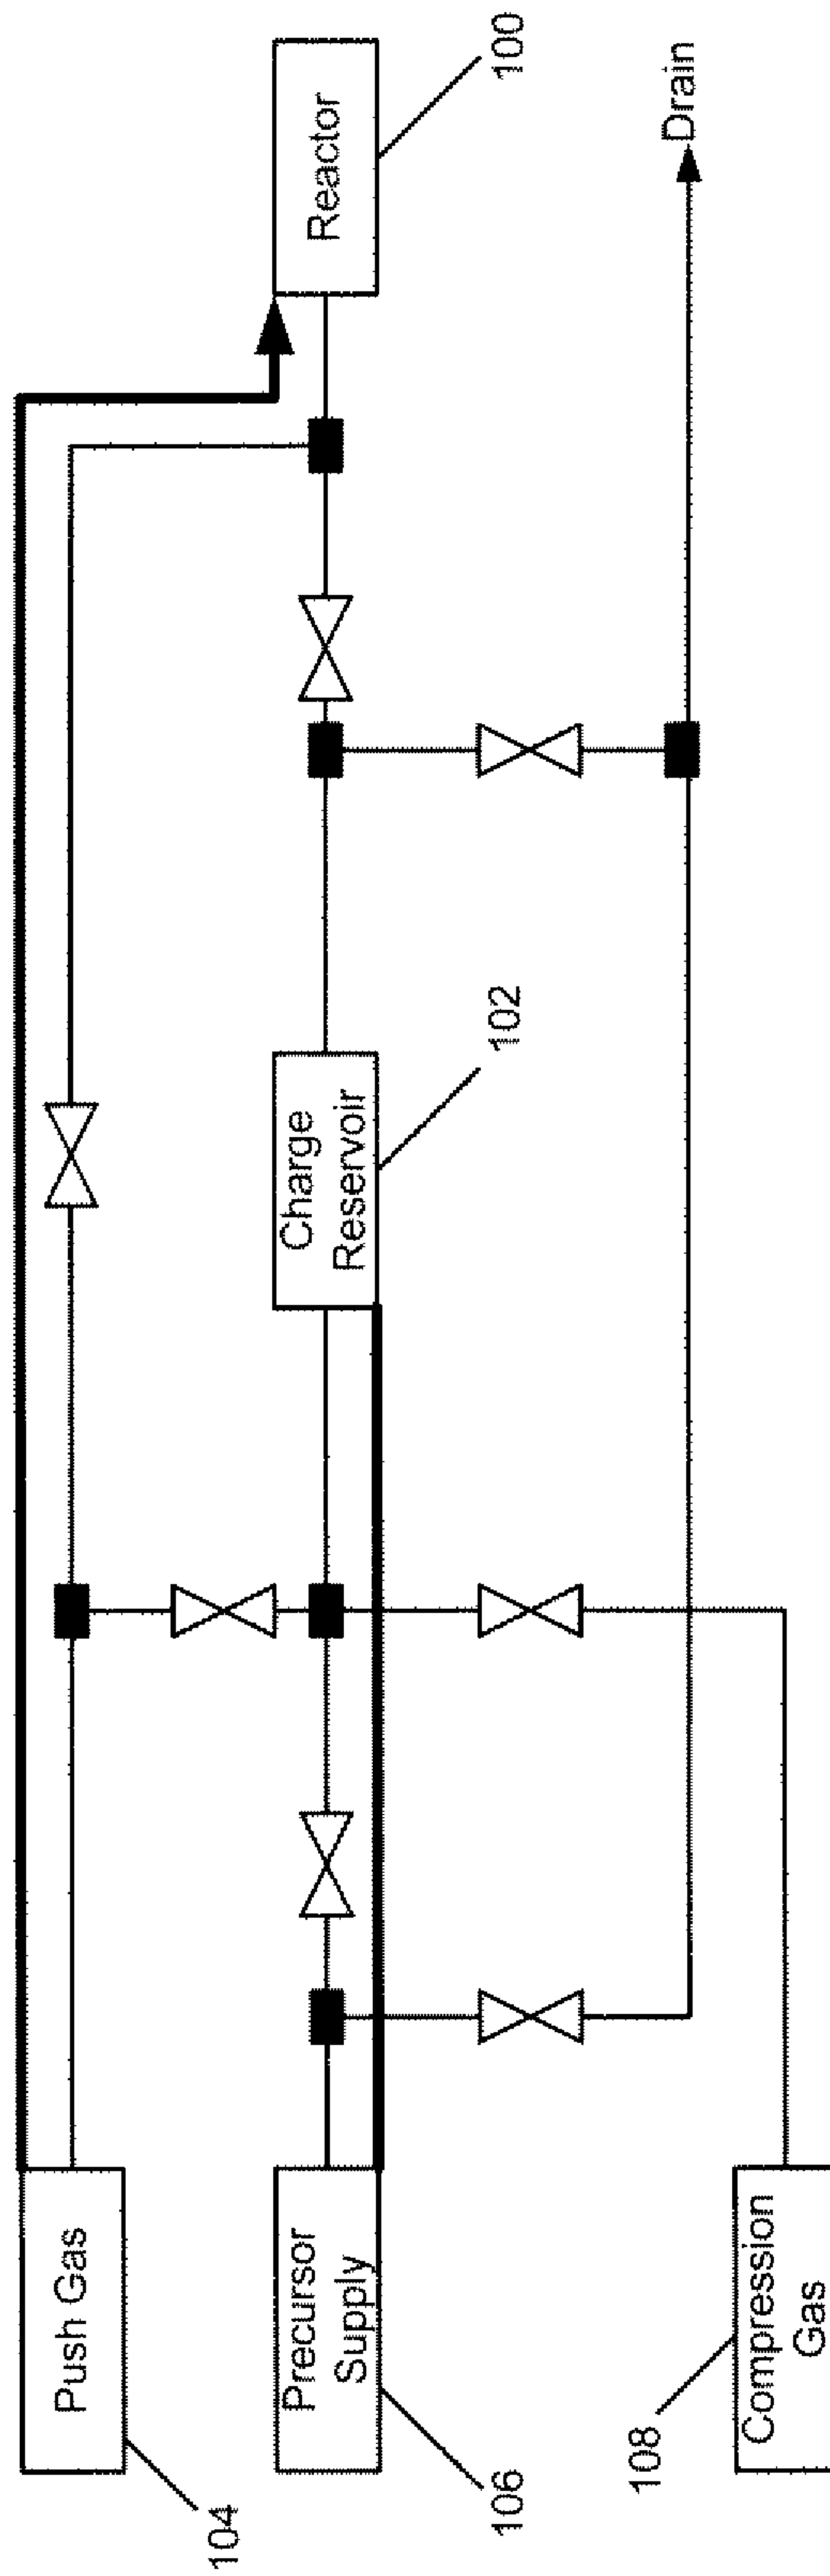 Push Gas
104
Precursor
Supply
106
Compression
Gas
108
Charge
Reservoir
102
Reactor
100
Drain